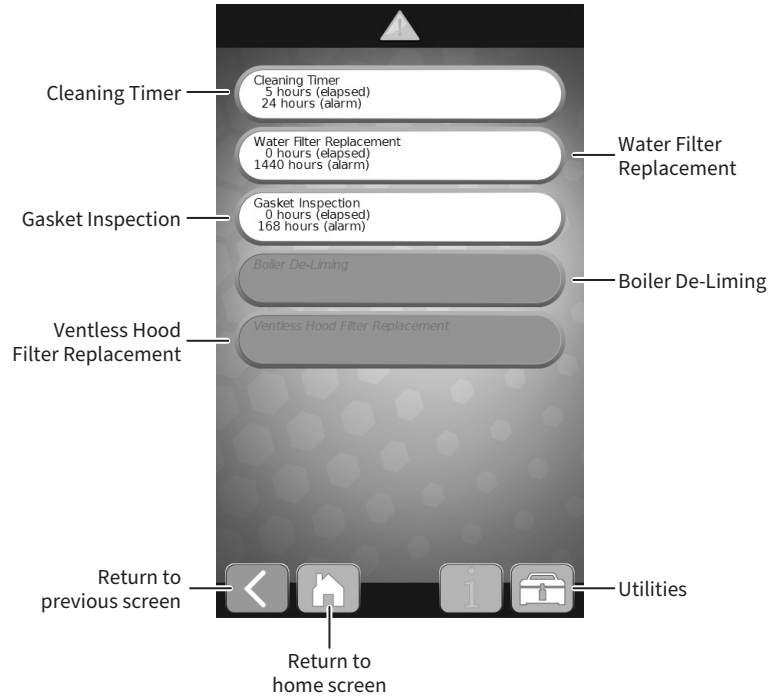 Cleaning Timer
Cleaning Timer
5 hours (elapsed)
24 hours (alarm)
Water Filter Replacement
0 hours (elapsed)
1440 hours (alarm)
Water Filter
Replacement
Gasket Inspection
Gasket Inspection
0 hours (elapsed)
168 hours (alarm)
Boiler De-Liming
Boiler De-Liming
Ventless Hood
Filter Replacement
Ventless Hood Filter Replacement
Return to
previous screen
i
Utilities
Return to
home screen